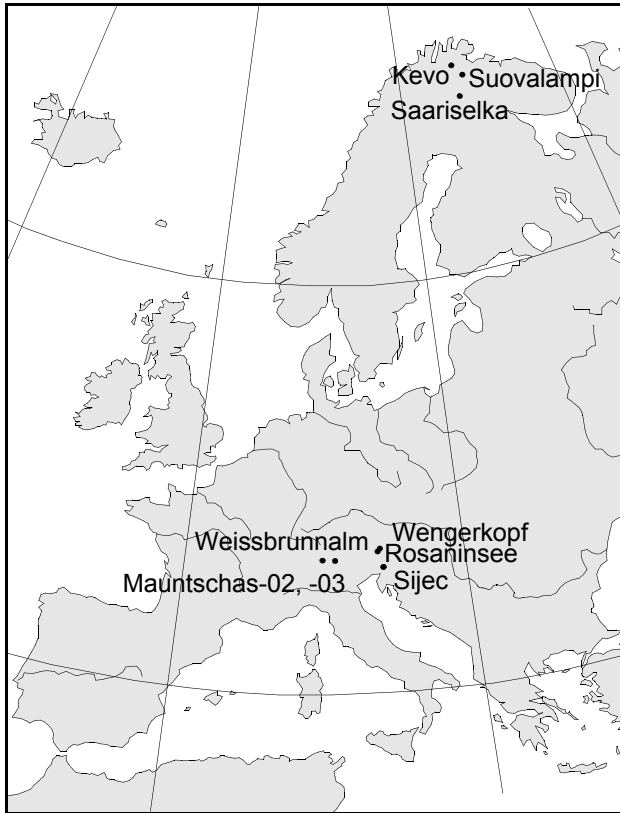 Kevo
Suovalampi
Saariselka
Wengerkopf
Weissbrunnalm
Rosaninsee
Mauntschas-02, -03
Sijec